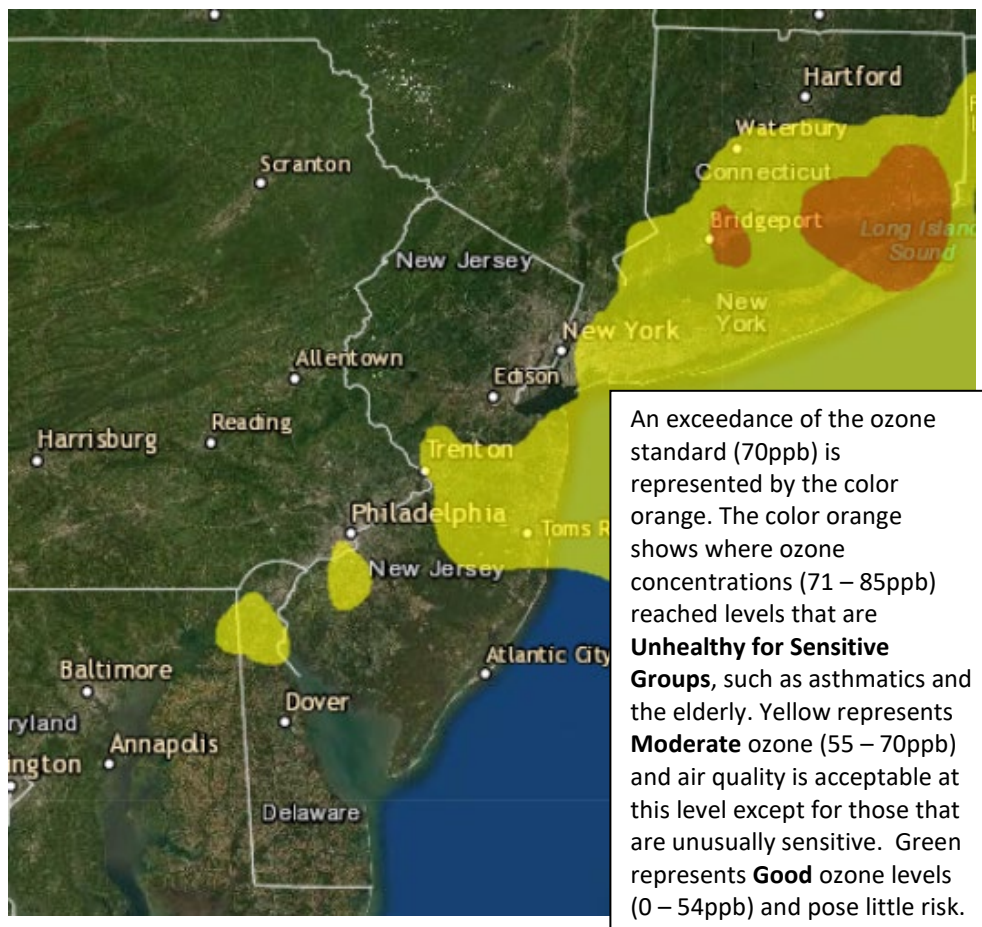 Hartford
Waterbury
Connecticut
Scranton
Bridgeport
Long Island
Sound
New Jersey
New
York
New York
Allentown
Edison
Reading
Harrisburg
Trenton
Philadelphia
Toms R
New Jersey
Atlantic City
Baltimore
Dover
ryland
Annapolis
ington
Delaware
An exceedance of the ozone
standard (70ppb) is
represented by the color
orange. The color orange
shows where ozone
concentrations (71 – 85ppb)
reached levels that are
Unhealthy for Sensitive
Groups, such as asthmatics and
the elderly. Yellow represents
Moderate ozone (55 – 70ppb)
and air quality is acceptable at
this level except for those that
are unusually sensitive.  Green
represents Good ozone levels
(0 – 54ppb) and pose little risk.